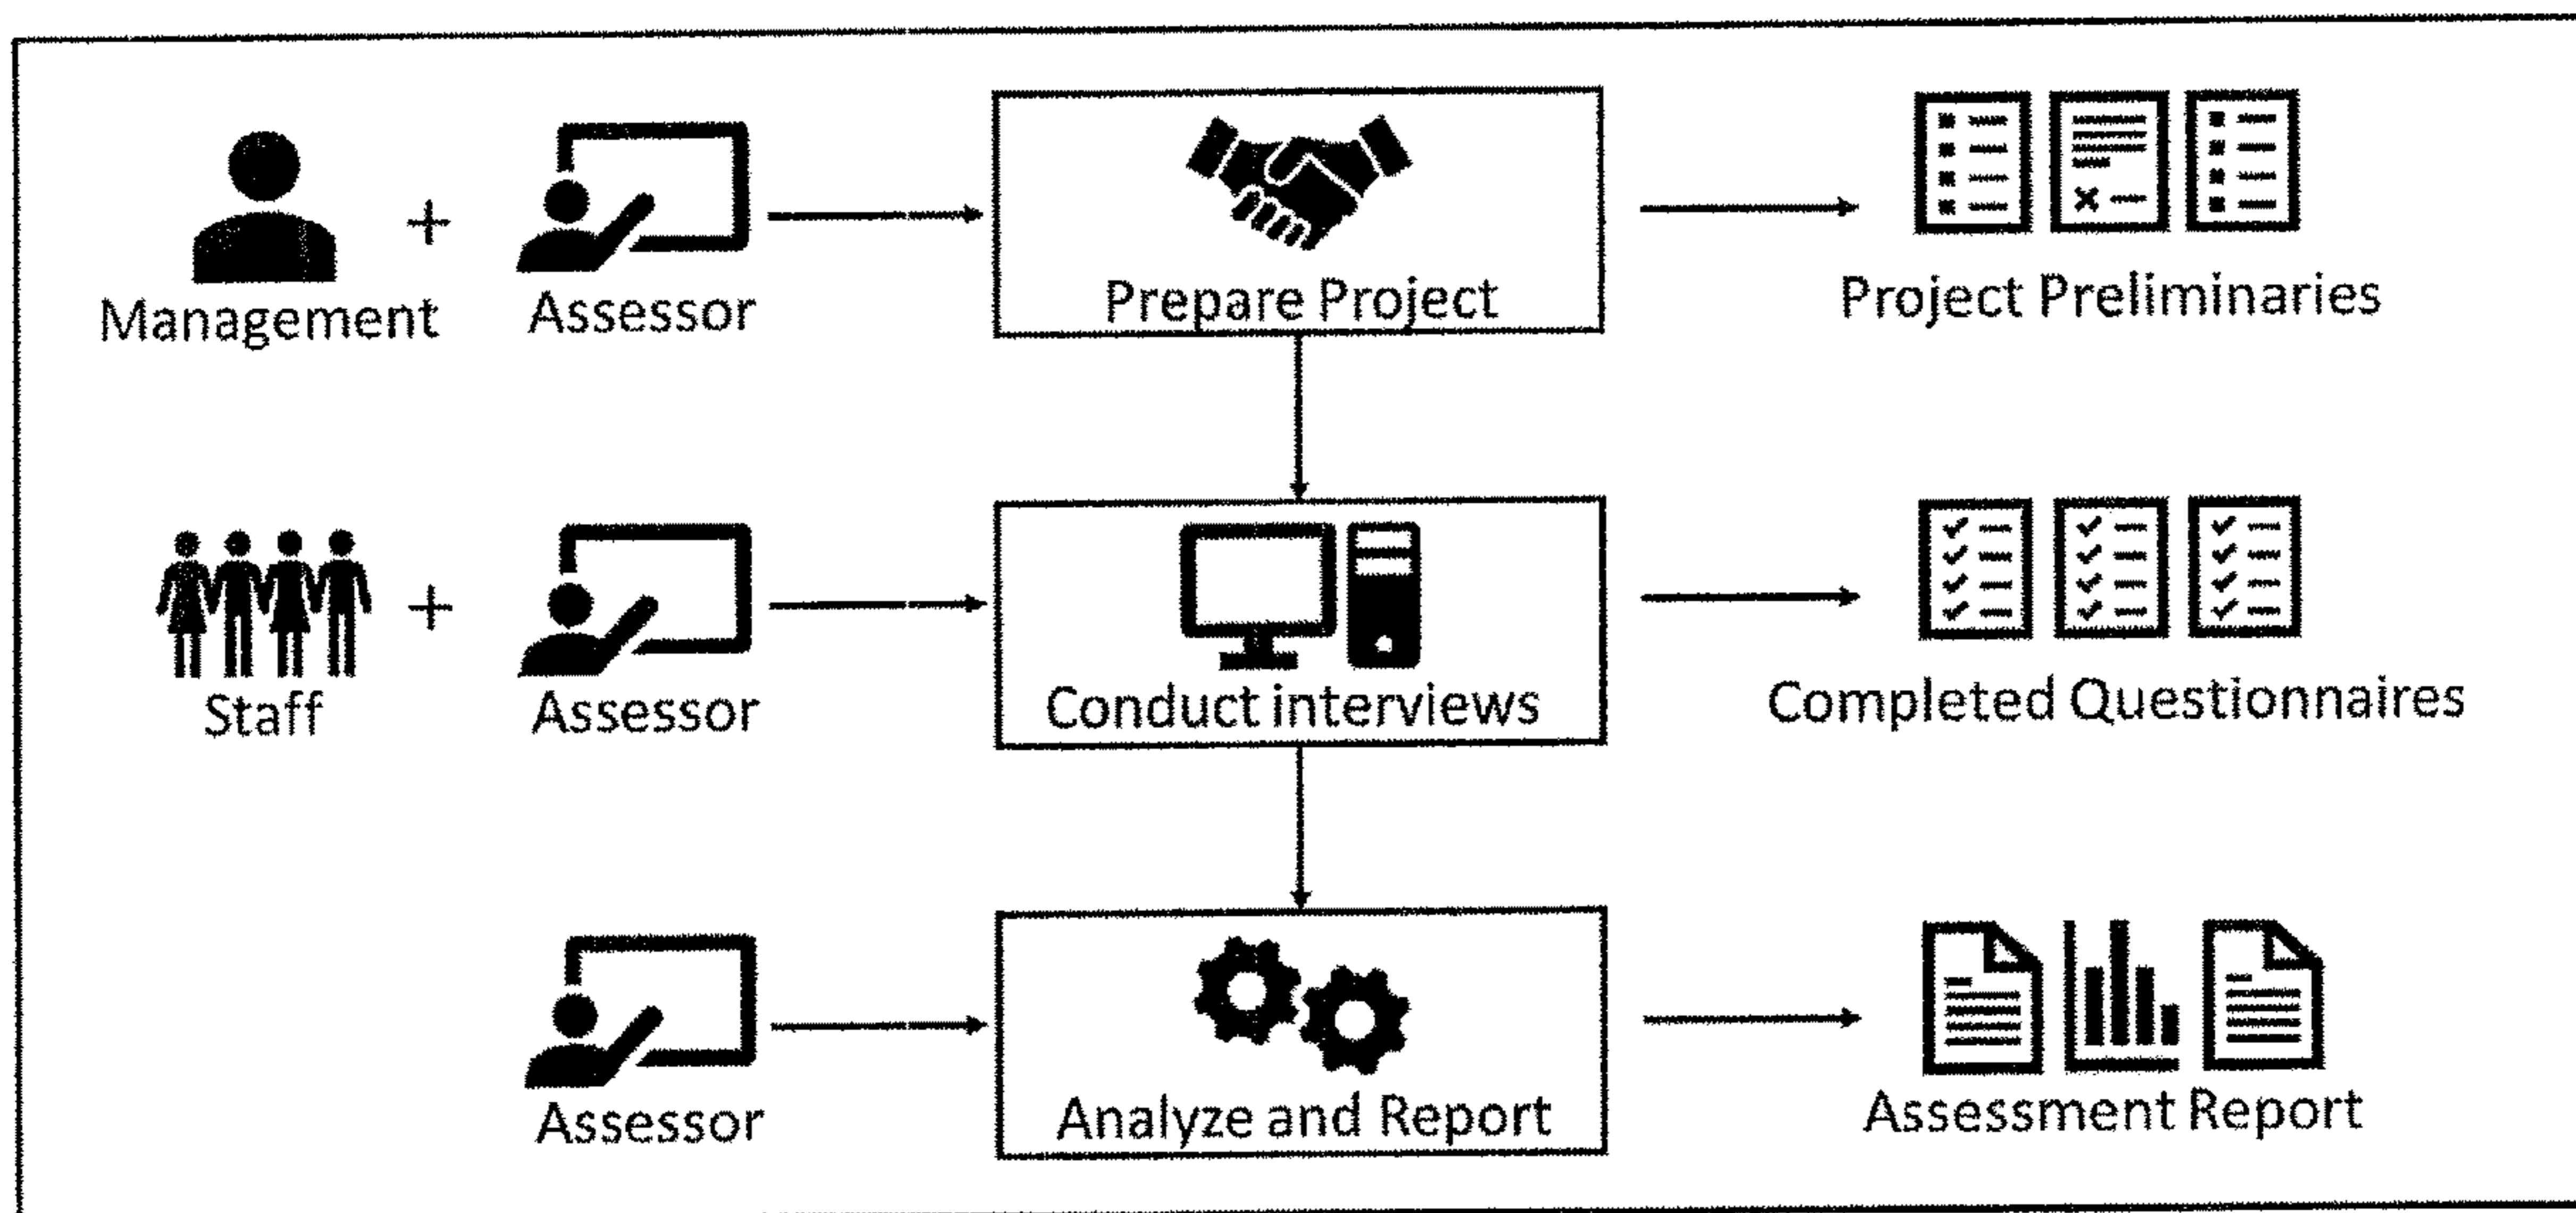 Management + Assessor
Prepare Project
Project Preliminaries
Staff + Assessor
Conduct interviews
Completed Questionnaires
Assessor
Analyze and Report
Assessment Report